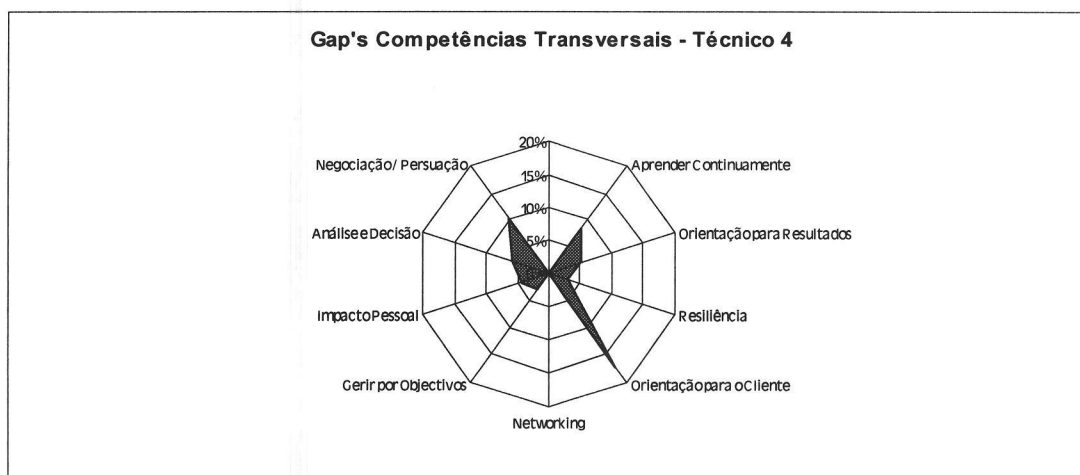 Gap's Competências Transversais - Técnico 4
20%
Negociação/ Persuação
Aprender Continuamente
15%
10%
Análise e Decisão
5%
Orientação para Resultados
Impacto Pessoal
Resiliência
Gerir por Objectivos
Orientação para o Cliente
Networking